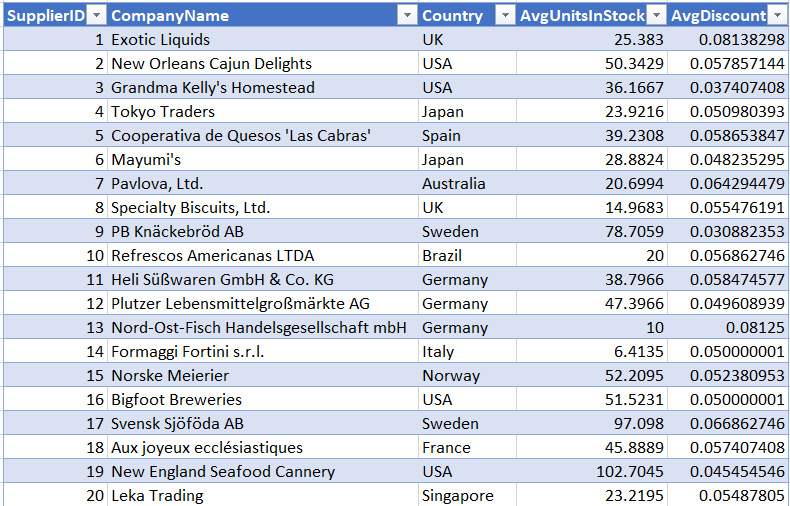 SupplierID CompanyName Country AvgUnitsInStock AvgDiscount
1 Exotic Liquids UK 25.383 0.08138298
2 New Orleans Cajun Delights USA 50.3429 0.057857144
3 Grandma Kelly's Homestead USA 36.1667 0.037407408
4 Tokyo Traders Japan 23.9216 0.050980393
5 Cooperativa de Quesos 'Las Cabras' Spain 39.2308 0.058653847
6 Mayumi's Japan 28.8824 0.048235295
7 Pavlova, Ltd. Australia 20.6994 0.064294479
8 Specialty Biscuits, Ltd. UK 14.9683 0.055476191
9 PB Knäckebröd AB Sweden 78.7059 0.030882353
10 Refrescos Americanas LTDA Brazil 20 0.056862746
11 Heli Süßwaren GmbH & Co. KG Germany 38.7966 0.058474577
12 Plutzer Lebensmittelgroßmärkte AG Germany 47.3966 0.049608939
13 Nord-Ost-Fisch Handelsgesellschaft mbH Germany 10 0.08125
14 Formaggi Fortini s.r.l. Italy 6.4135 0.050000001
15 Norske Meierier Norway 52.2095 0.052380953
16 Bigfoot Breweries USA 51.5231 0.050000001
17 Svensk Sjöföda AB Sweden 97.098 0.066862746
18 Aux joyeux ecclésiastiques France 45.8889 0.057407408
19 New England Seafood Cannery USA 102.7045 0.045454546
20 Leka Trading Singapore 23.2195 0.05487805